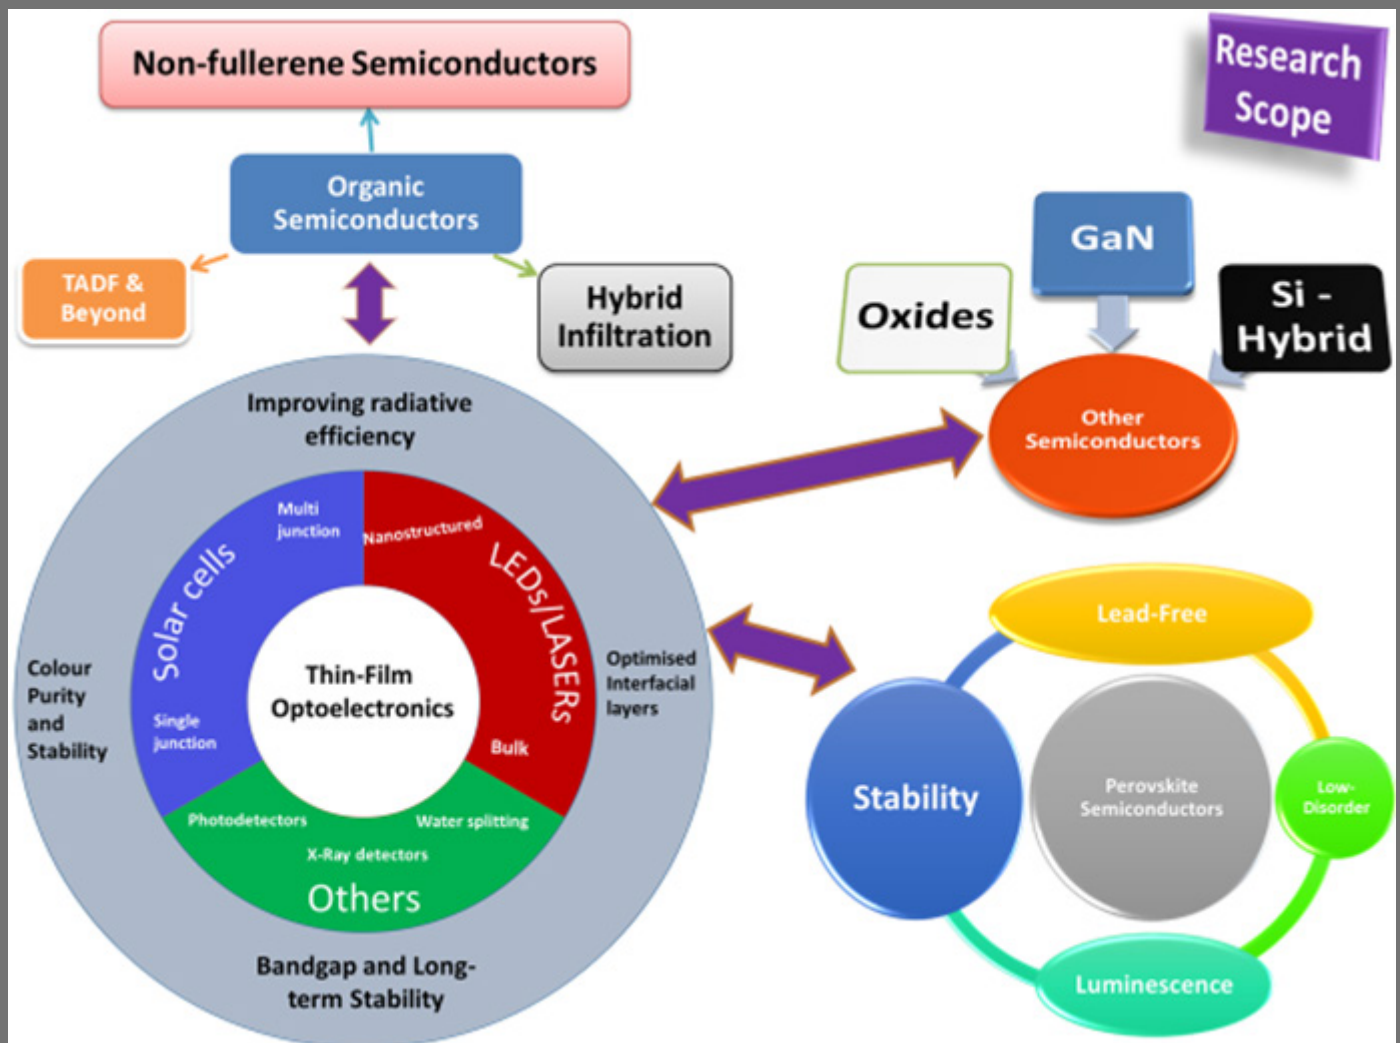 Non-fullerene Semiconductors
Research
Scope
Organic
Semiconductors
TADF &
Beyond
Hybrid
Infiltration
GaN
Oxides
Si -
Hybrid
Other
Semiconductors
Improving radiative
efficiency
Multi
junction
Nanostructured
Solar cells
LEDs/LASERs
Thin-Film
Optoelectronics
Colour
Purity
and
Stability
Optimised
Interfacial
layers
Single
junction
Bulk
Photodetectors
Water splitting
X-Ray detectors
Others
Bandgap and Long-
term Stability
Lead-Free
Stability
Perovskite
Semiconductors
Low-
Disorder
Luminescence